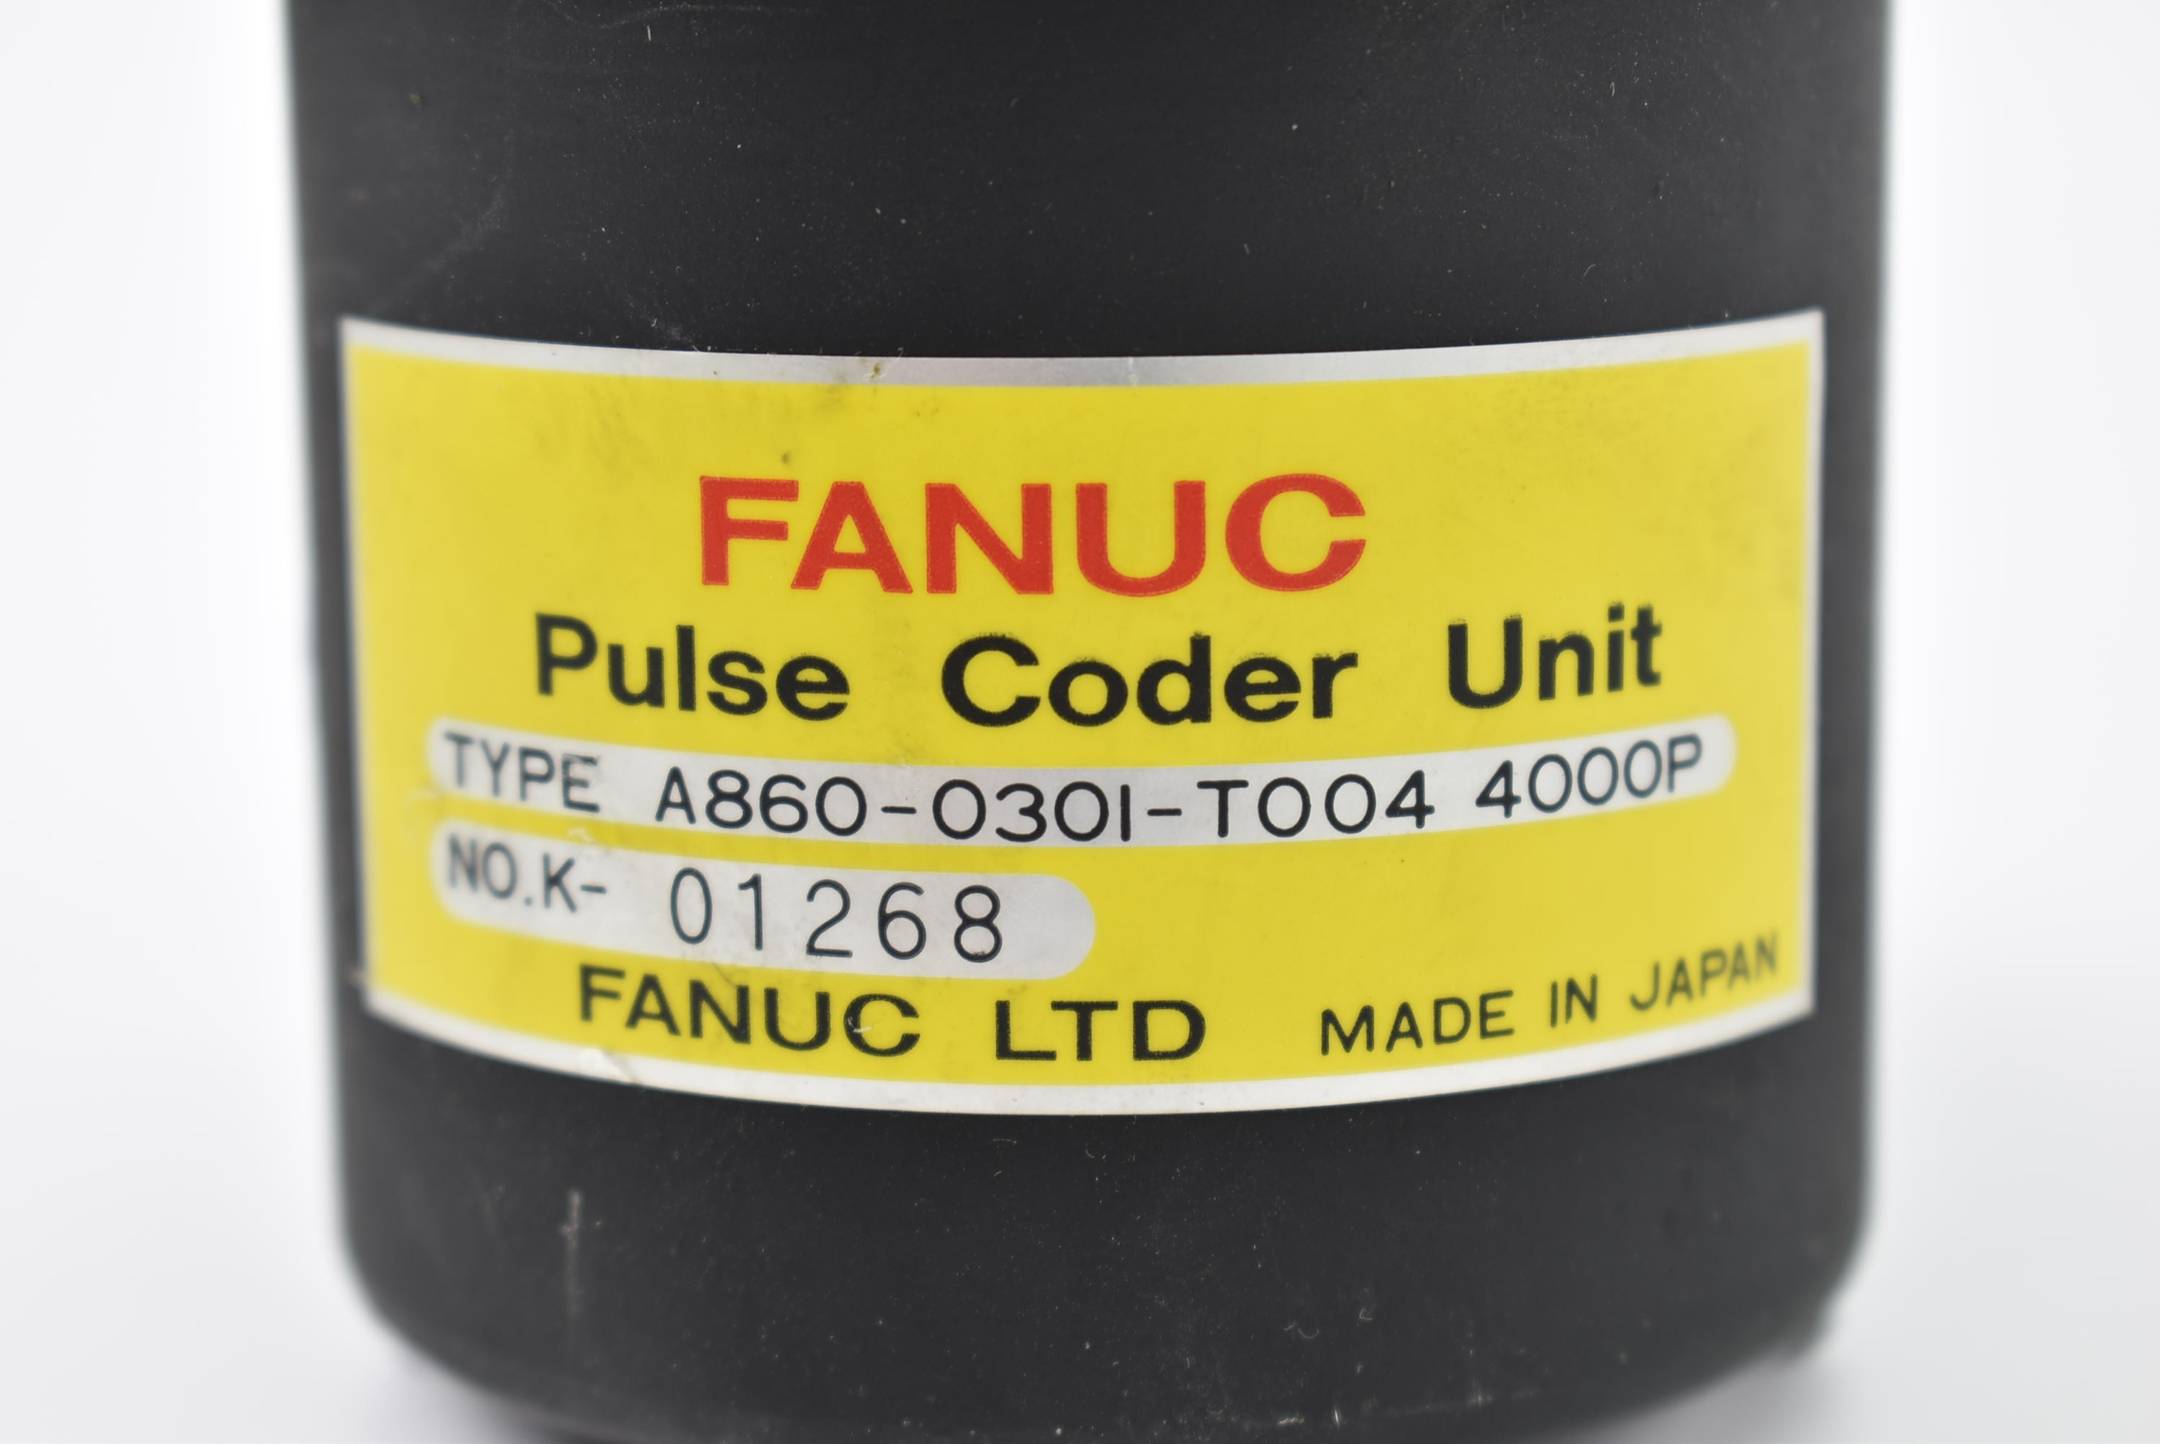 FANUC
Pulse Coder Unit
TYPE A860-0301-T004 4000P
NO.K- 01268
FANUC LTD MADE IN JAPAN